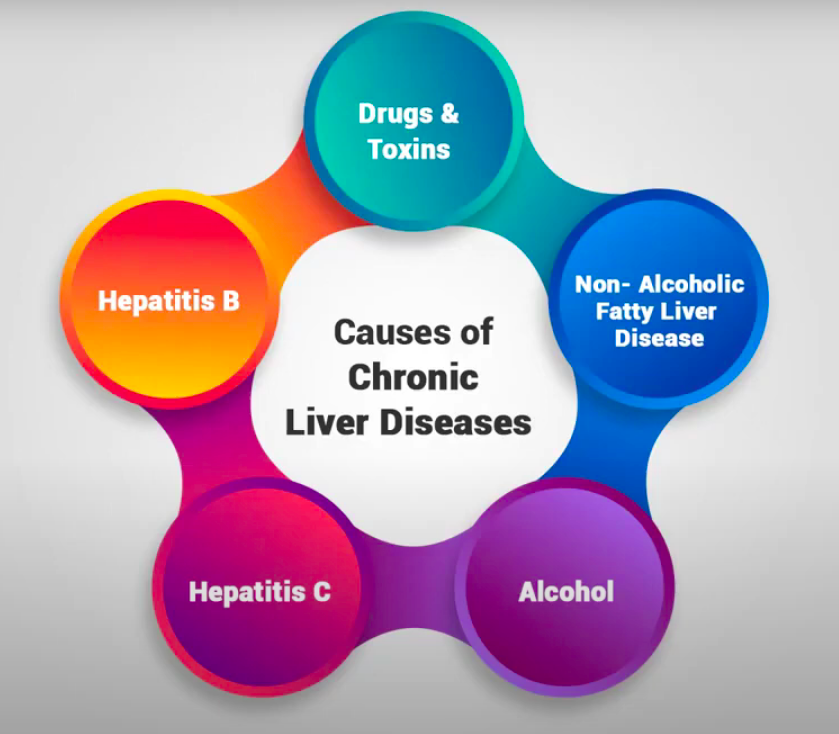 Drugs &
Toxins
Hepatitis B
Non- Alcoholic
Fatty Liver
Disease
Causes of
Chronic
Liver Diseases
Hepatitis C
Alcohol